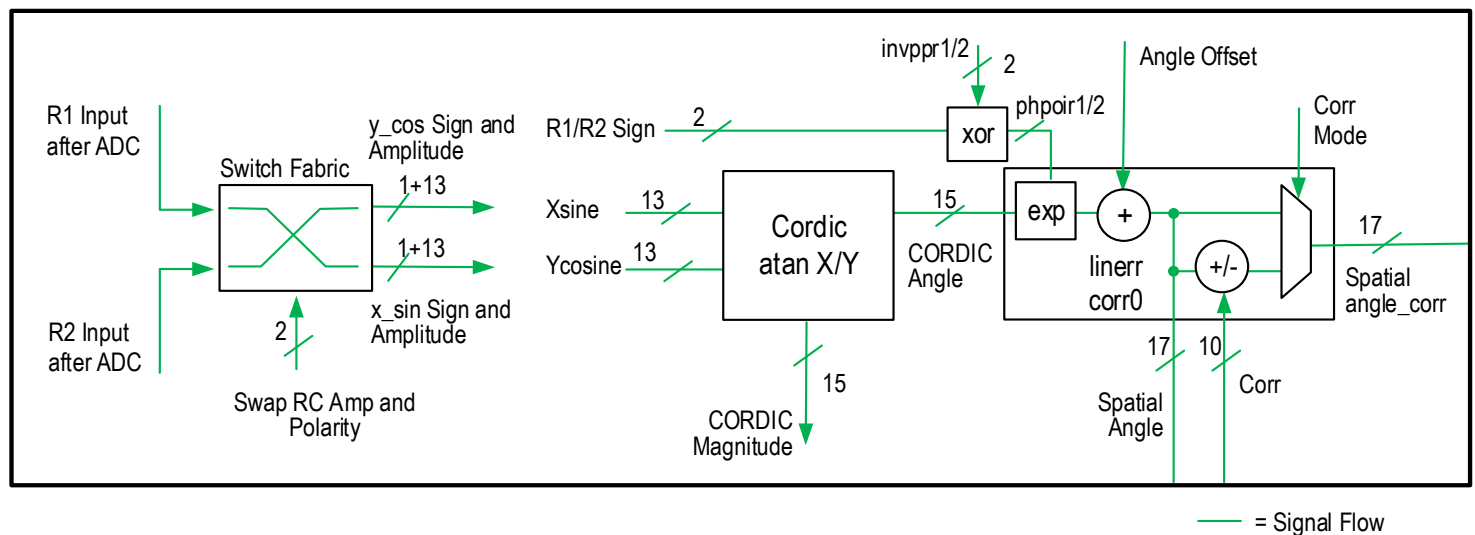 R1 Input
after ADC
R2 Input
after ADC
Switch Fabric
y_cos Sign and
Amplitude
1+13
1+13
x_sin Sign and
Amplitude
2
Swap RC Amp and
Polarity
R1/R2 Sign
2
invppr1/2
2
xor
phpoir1/2
Xsine
13
Ycosine
13
Cordic
atan X/Y
15
CORDIC
Magnitude
15
CORDIC
Angle
exp
+
Angle Offset
linerr
corr0
+/-
Corr
Mode
17
Spatial
angle_corr
17
Spatial
Angle
10
Corr
= Signal Flow